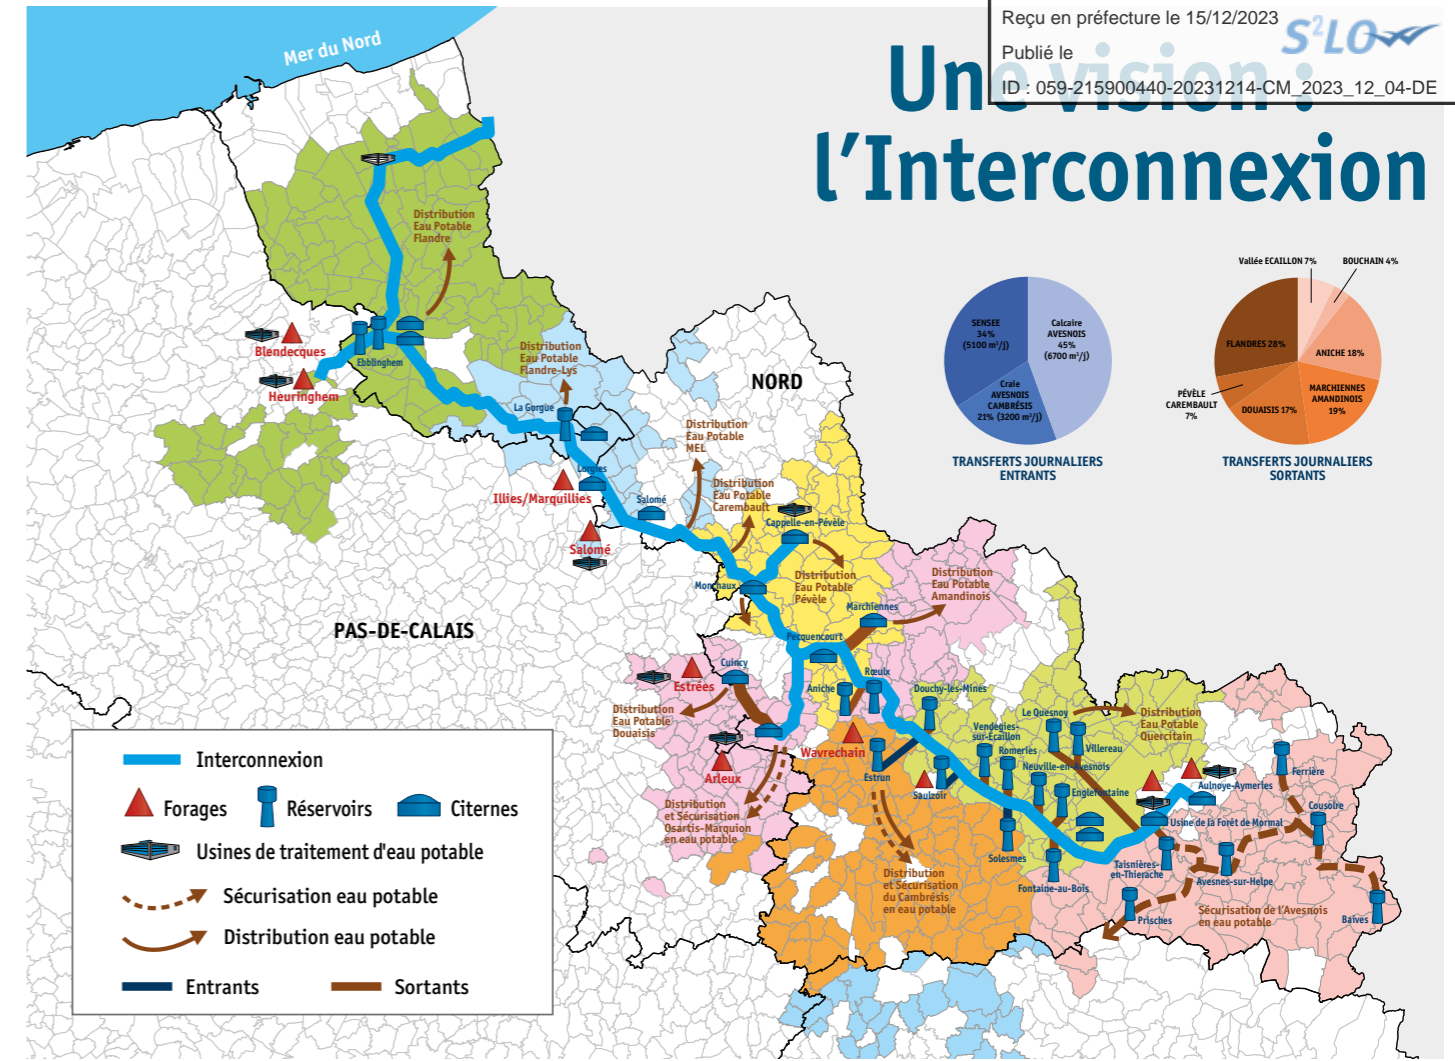 Reçu en préfecture le 15/12/2023
S²LO
Publié le
ID : 059-215900440-20231214-CM_2023_12_04-DE
Une vision :
l'Interconnexion
Mer du Nord
Distribution
Eau Potable
Flandre
Blendecques
Heuringhem
Ebblinghem
Distribution
Eau Potable
Flandre-Lys
La Gorgue
NORD
Lorgies
Illies/Marquillies
Salomé
Salomé
Distribution
Eau Potable
MEL
Distribution
Eau Potable
Carembault
Cappelle-en-Pévèle
Distribution
Eau Potable
Pévèle
Moncheaux
Marchiennes
Distribution
Eau Potable
Amandinois
PAS-DE-CALAIS
Pecquencourt
Cuincy
Estrées
Distribution
Eau Potable
Douaisis
Arleux
Distribution
et Sécurisation
Osartis-Marquion
en eau potable
Aniche
Rœulx
Wavrechain
Douchy-les-Mines
Estrun
Saulzoir
Vendegies-
sur-Ecaillon
Romeries
Le Quesnoy
Villereau
Neuville-en-Avesnois
Englefontaine
Distribution
Eau Potable
Quercitain
Solesmes
Fontaine-au-Bois
Distribution
et Sécurisation
du Cambrésis
en eau potable
Aulnoye-Aymeries
Usine de la Forêt de Mormal
Ferrière
Cousolre
Taisnières-
en-Thierache
Avesnes-sur-Helpe
Prisches
Sécurisation de l'Avesnois
en eau potable
Baives
SENSEE
34%
(5100 m³/j)
Calcaire
AVESNOIS
45%
(6700 m³/j)
Craie
AVESNOIS
CAMBRÉSIS
21% (3200 m³/j)
TRANSFERTS JOURNALIERS
ENTRANTS
Vallée ECAILLON 7%
BOUCHAIN 4%
FLANDRES 28%
ANICHE 18%
PÉVÈLE
CAREMBAULT
7%
DOUAISIS 17%
MARCHIENNES
AMANDINOIS
19%
TRANSFERTS JOURNALIERS
SORTANTS
Interconnexion
Forages
Réservoirs
Citernes
Usines de traitement d'eau potable
Sécurisation eau potable
Distribution eau potable
Entrants
Sortants